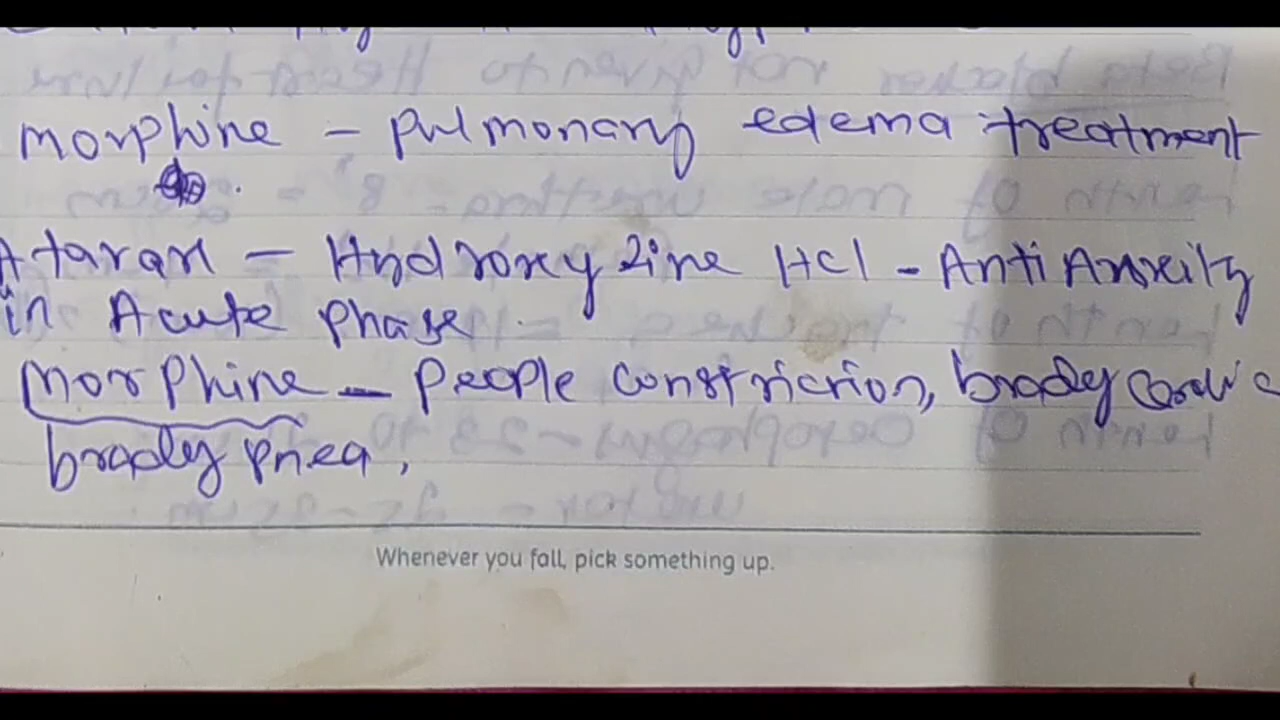 Morphine - Pulmonary edema treatment
Atarax - Hydroxyzine HCl - Anti Anxeity
in Acute phase.
Morphine - People constriction, bradycardia
bradypnea,
Whenever you fall, pick something up.